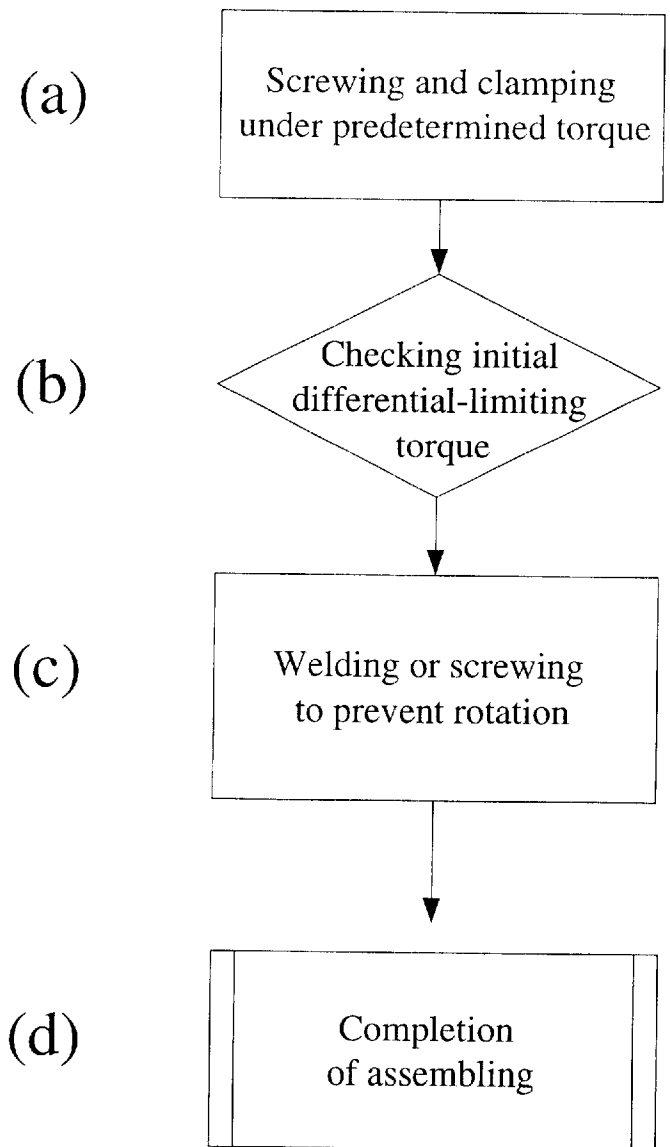 (a)
Screwing and clamping
under predetermined torque
(b)
Checking initial
differential-limiting
torque
(c)
Welding or screwing
to prevent rotation
(d)
Completion
of assembling